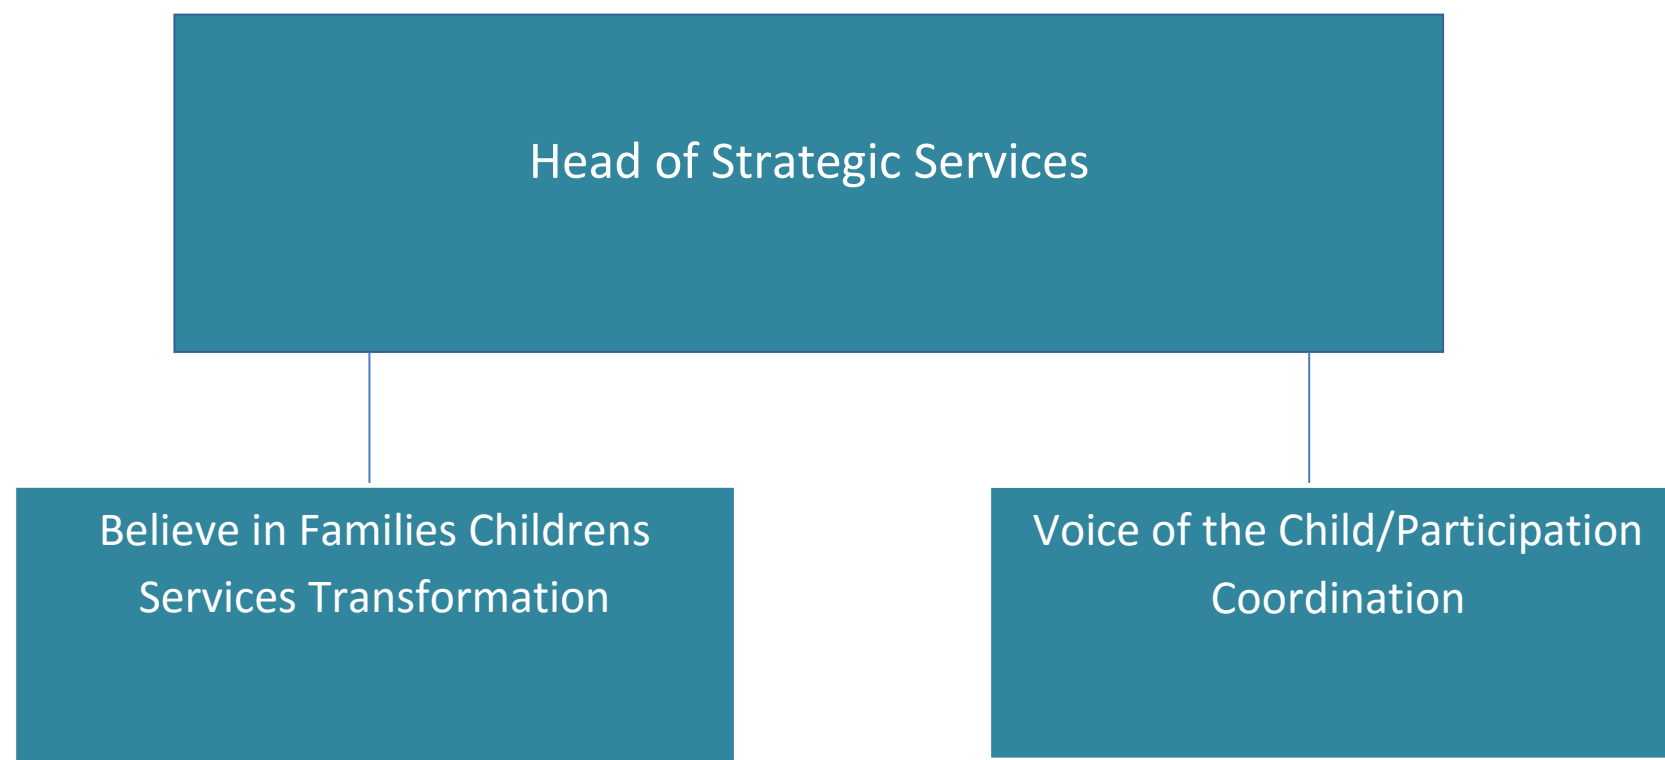 Head of Strategic Services
Believe in Families Childrens
Services Transformation
Voice of the Child/Participation
Coordination